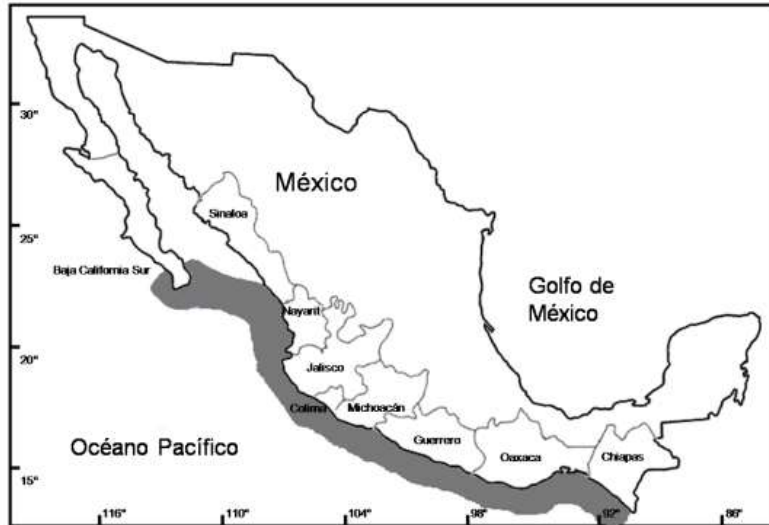 30°
México
Sinaloa
25°
Baja California Sur
Golfo de
México
Nayarit
20°
Jalisco
Colima
Michoacán
Océano Pacífico
Guerrero
Oaxaca
Chiapas
15°
116° 110° 104° 98° 92° 86°